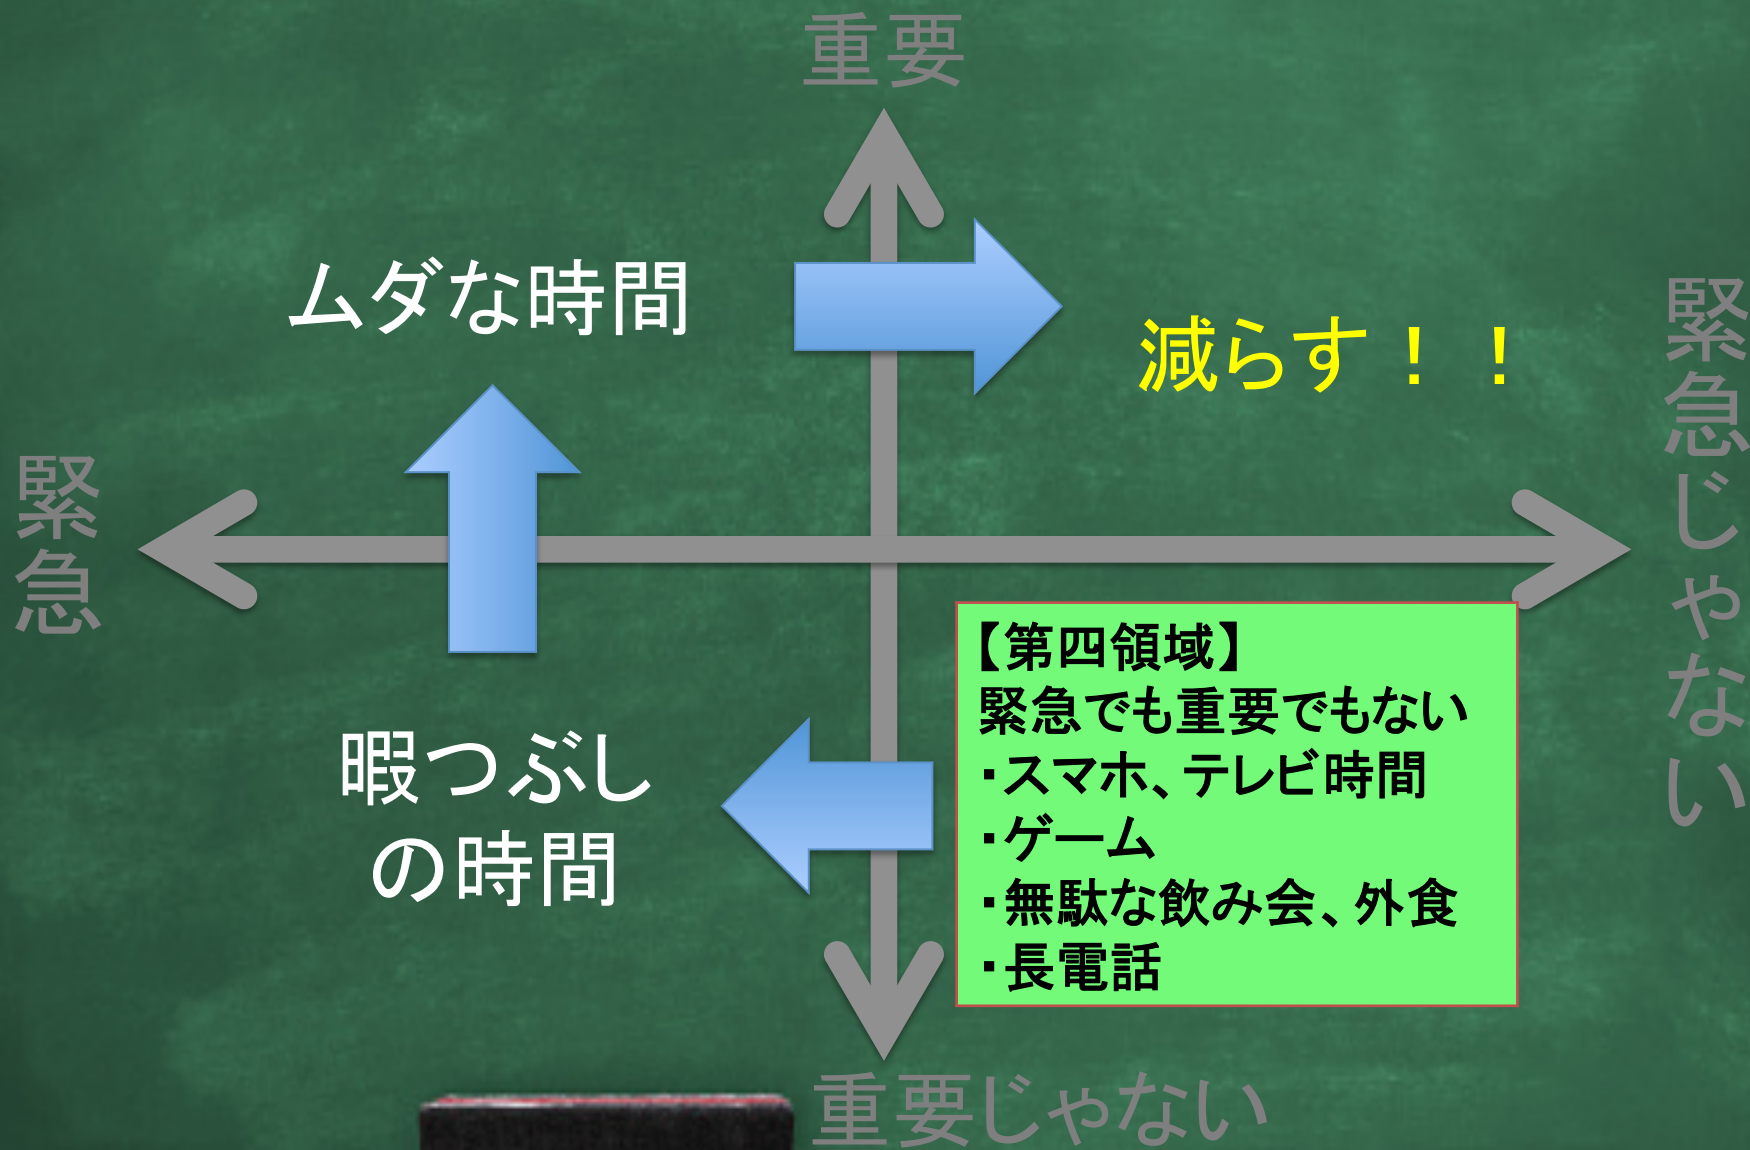 重要
ムダな時間
減らす！！
緊急
緊急じゃない
【第四領域】
緊急でも重要でもない
・スマホ、テレビ時間
・ゲーム
・無駄な飲み会、外食
・長電話
暇つぶし
の時間
重要じゃない